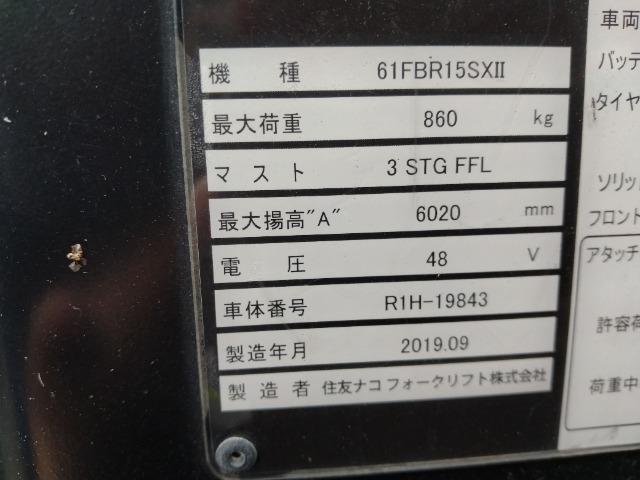 機 種 61FBR15SXII
最大荷重 860 kg
マスト 3 STG FFL
最大揚高"A" 6020 mm
電 圧 48 V
車体番号 R1H-19843
製造年月 2019.09
製造者 住友ナコ フォークリフト株式会社
車両
バッテ
タイヤ
ソリッ
フロント
アタッチ
許容荷
荷重中